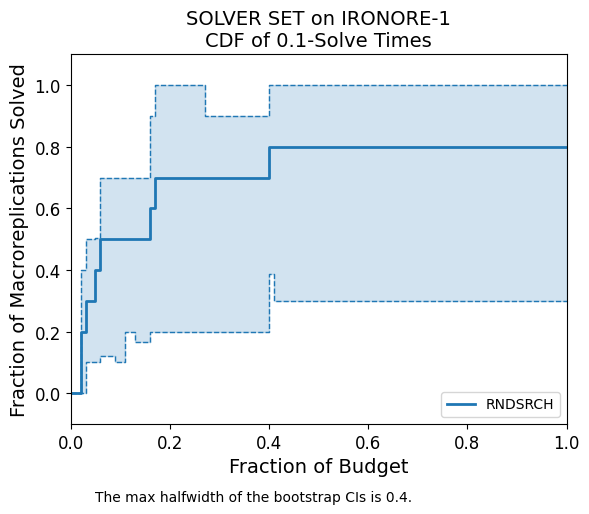 SOLVER SET on IRONORE-1
CDF of 0.1-Solve Times
Fraction of Macroreplications Solved
1.0
0.8
0.6
0.4
0.2
0.0
RNDSRCH
0.0 0.2 0.4 0.6 0.8 1.0
Fraction of Budget
The max halfwidth of the bootstrap CIs is 0.4.